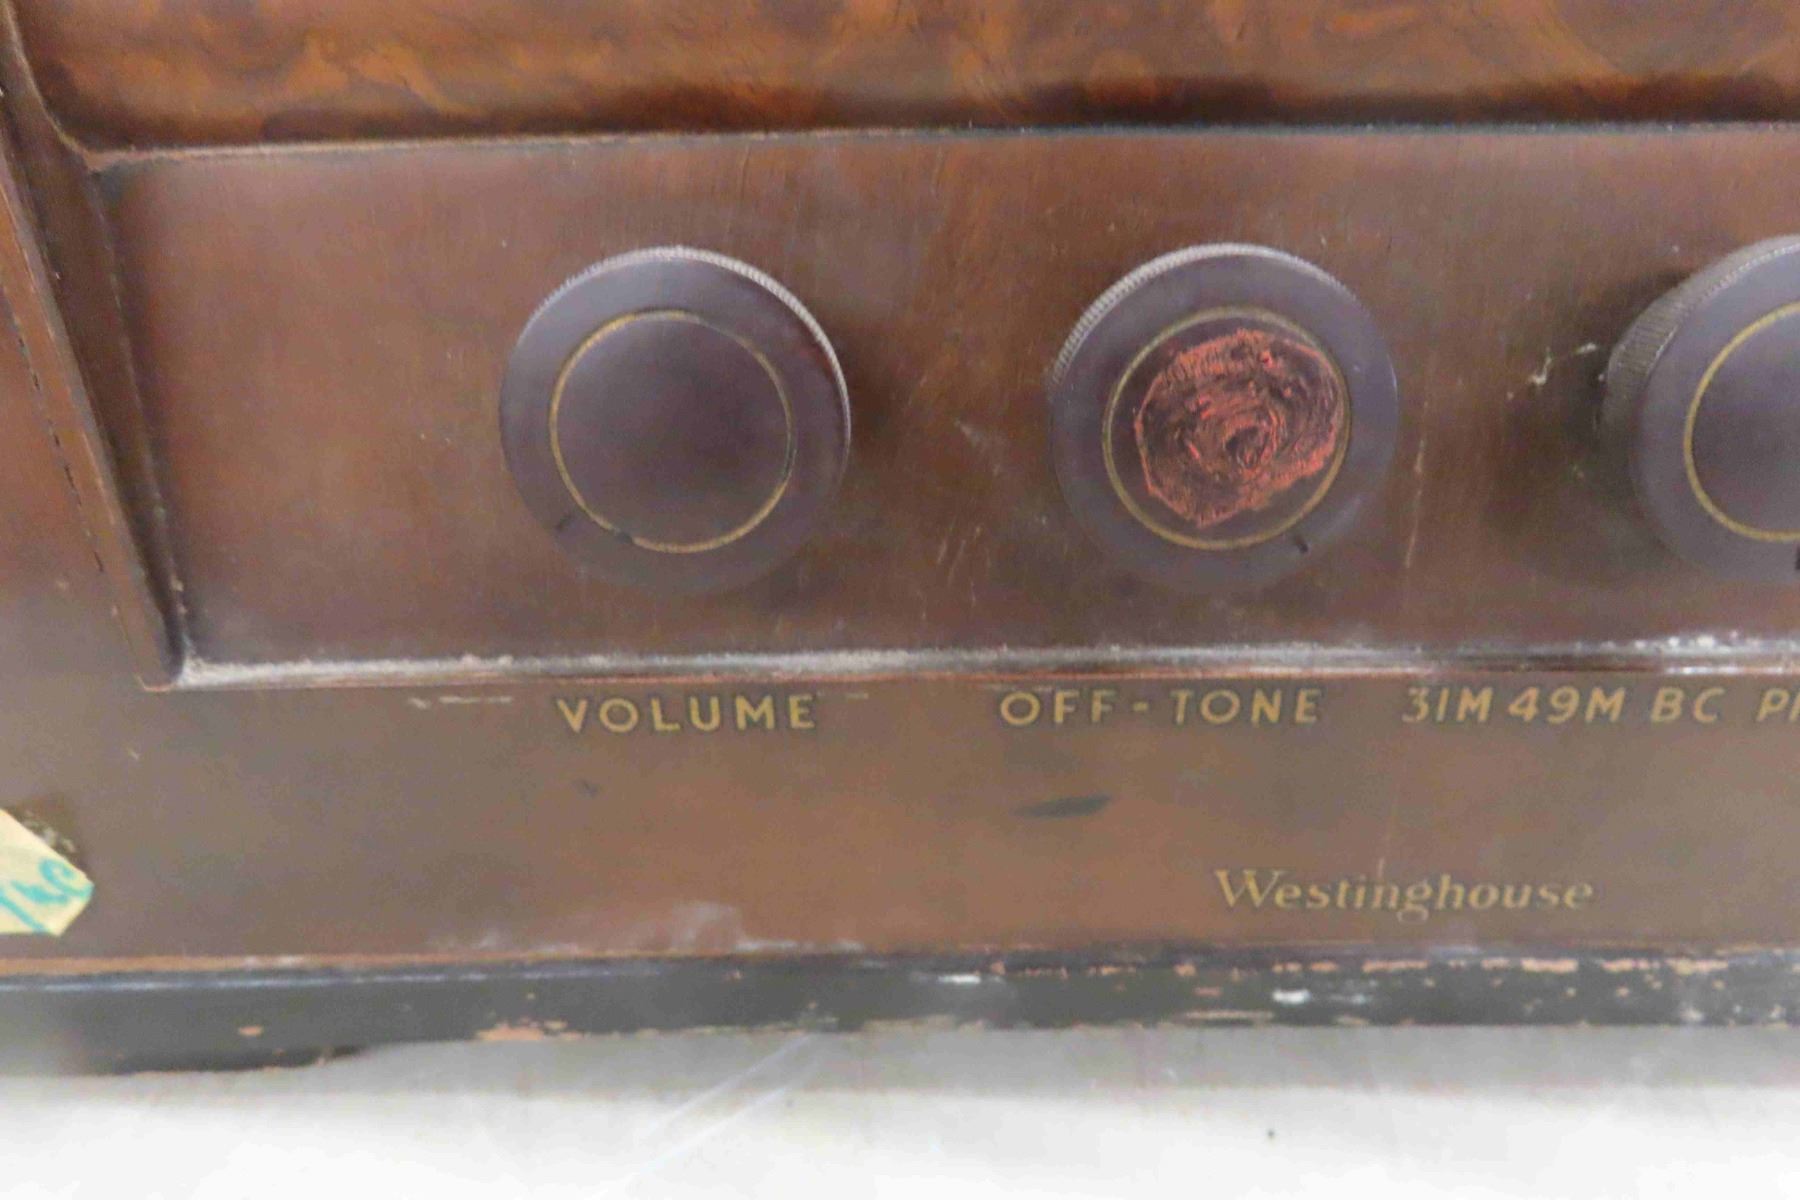 VOLUME OFF-TONE 31M 49M BC
Westinghouse